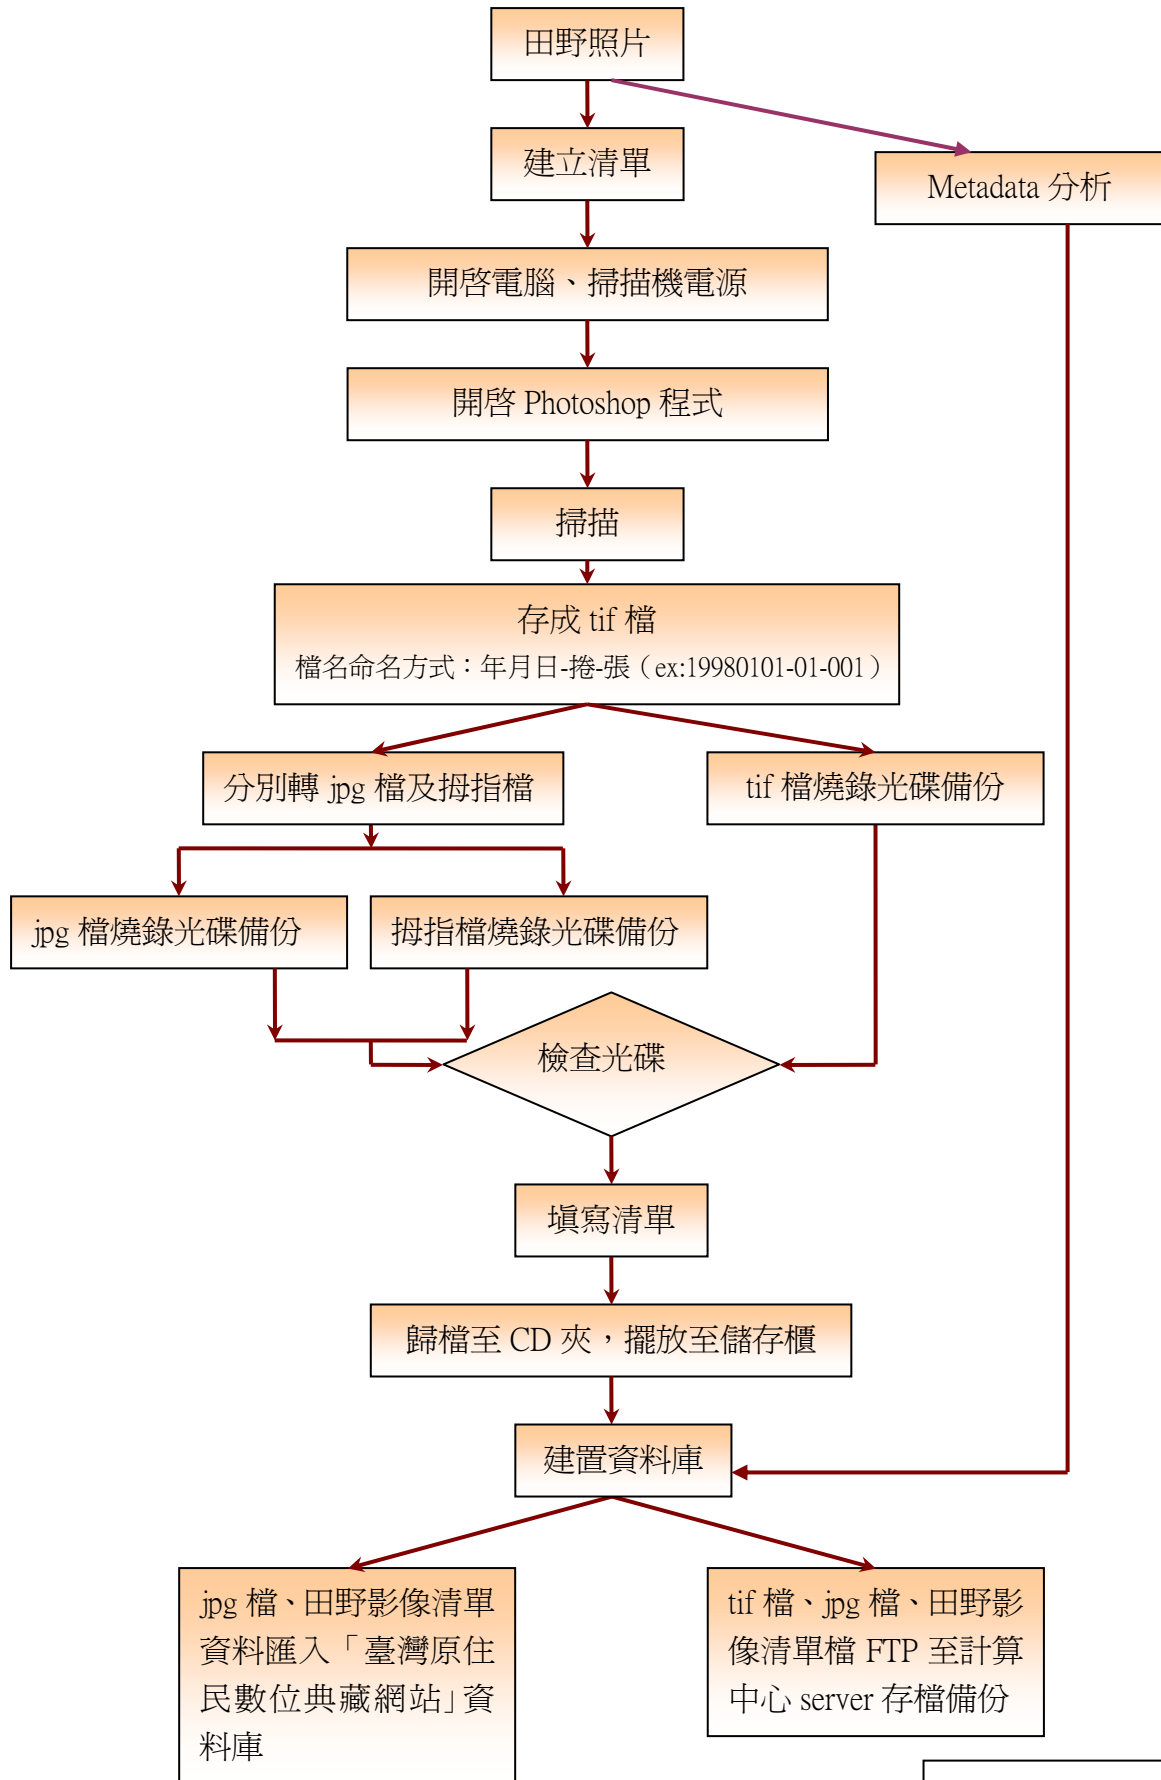 田野照片
建立清單
Metadata 分析
開啓電腦、掃描機電源
開啓 Photoshop 程式
掃描
存成 tif 檔
檔名命名方式：年月日-捲-張（ex:19980101-01-001）
分別轉 jpg 檔及拇指檔
tif 檔燒錄光碟備份
jpg 檔燒錄光碟備份
拇指檔燒錄光碟備份
檢查光碟
填寫清單
歸檔至 CD 夾，擺放至儲存櫃
建置資料庫
jpg 檔、田野影像清單
資料匯入「臺灣原住
民數位典藏網站」資
料庫
tif 檔、jpg 檔、田野影
像清單檔 FTP 至計算
中心 server 存檔備份